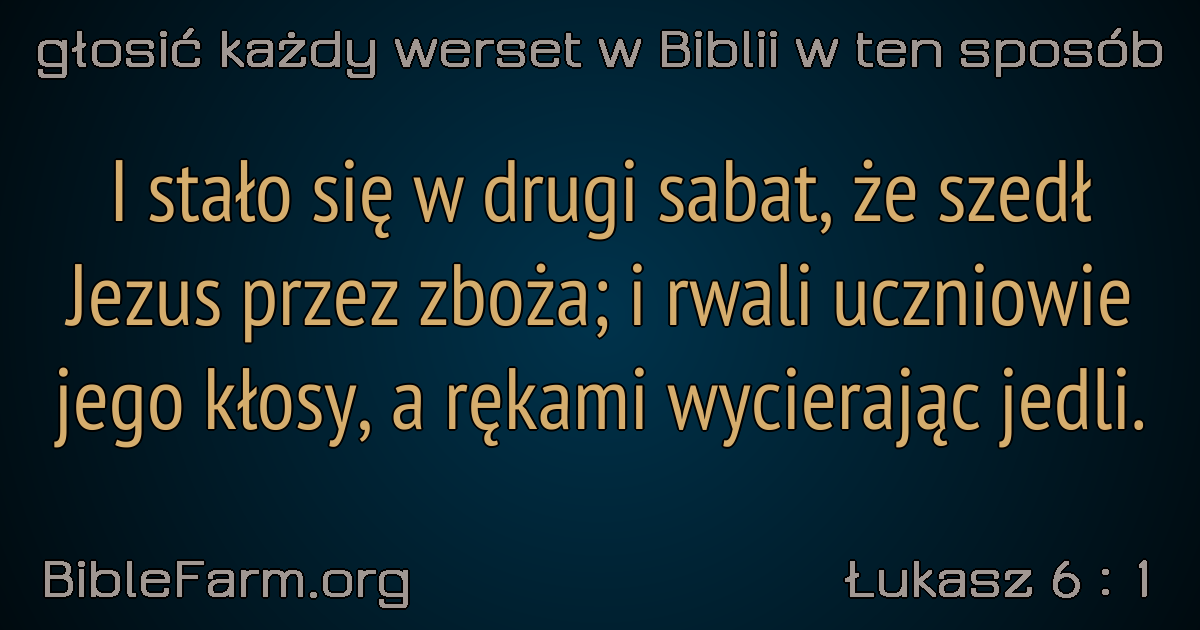 głosić każdy werset w Biblii w ten sposób
I stało się w drugi sabat, że szedł
Jezus przez zboża; i rwali uczniowie
jego kłosy, a rękami wycierając jedli.
BibleFarm.org
Łukasz 6 : 1